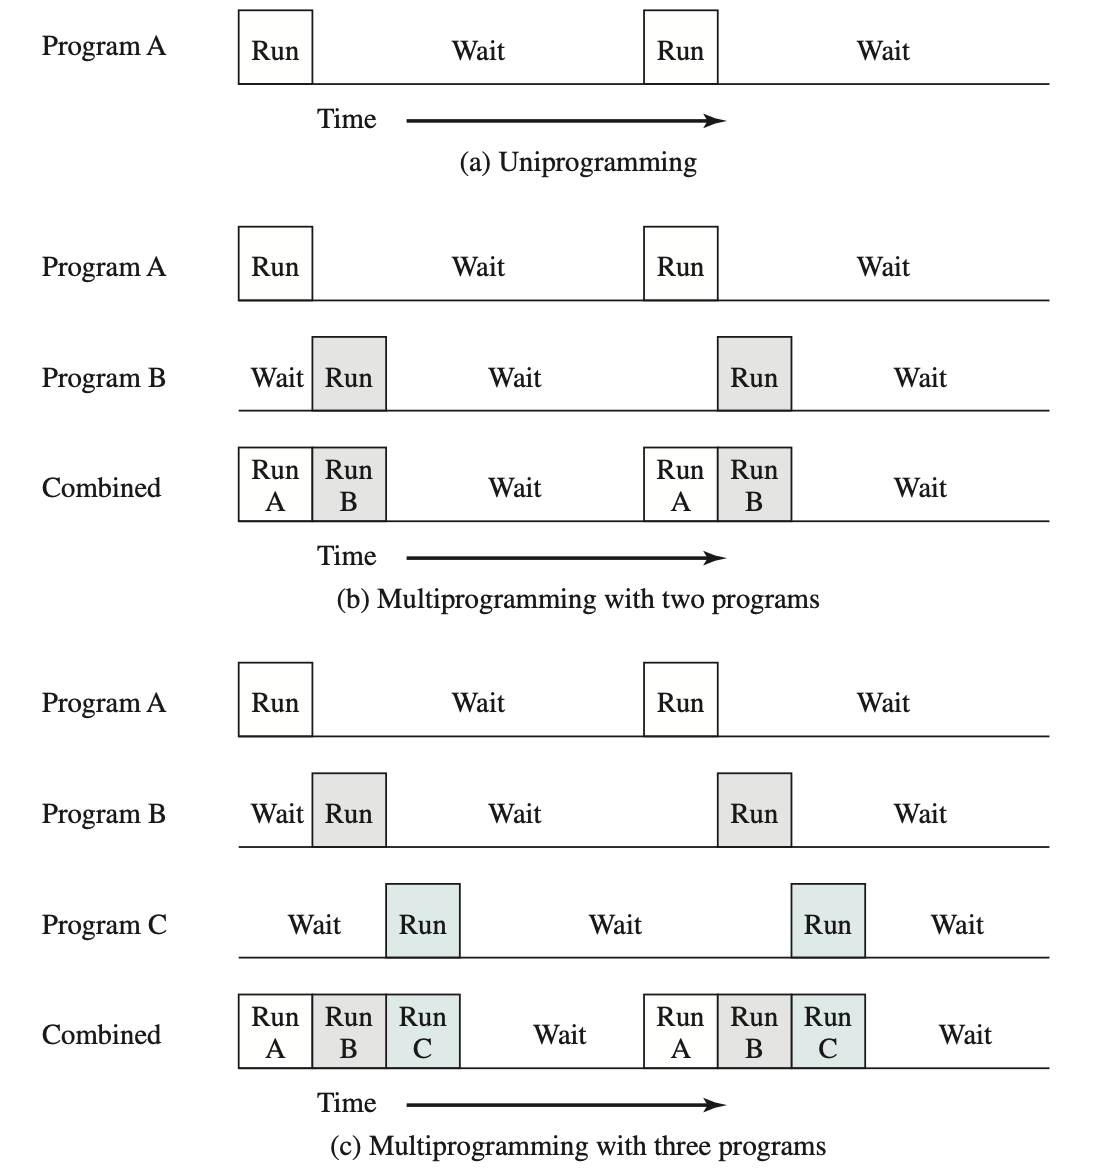 Program A Run Wait Run Wait
Time
(a) Uniprogramming
Program A Run Wait Run Wait
Program B Wait Run Wait Run Wait
Combined Run A Run B Wait Run A Run B Wait
Time
(b) Multiprogramming with two programs
Program A Run Wait Run Wait
Program B Wait Run Wait Run Wait
Program C Wait Run Wait Run Wait
Combined Run A Run B Run C Wait Run A Run B Run C Wait
Time
(c) Multiprogramming with three programs